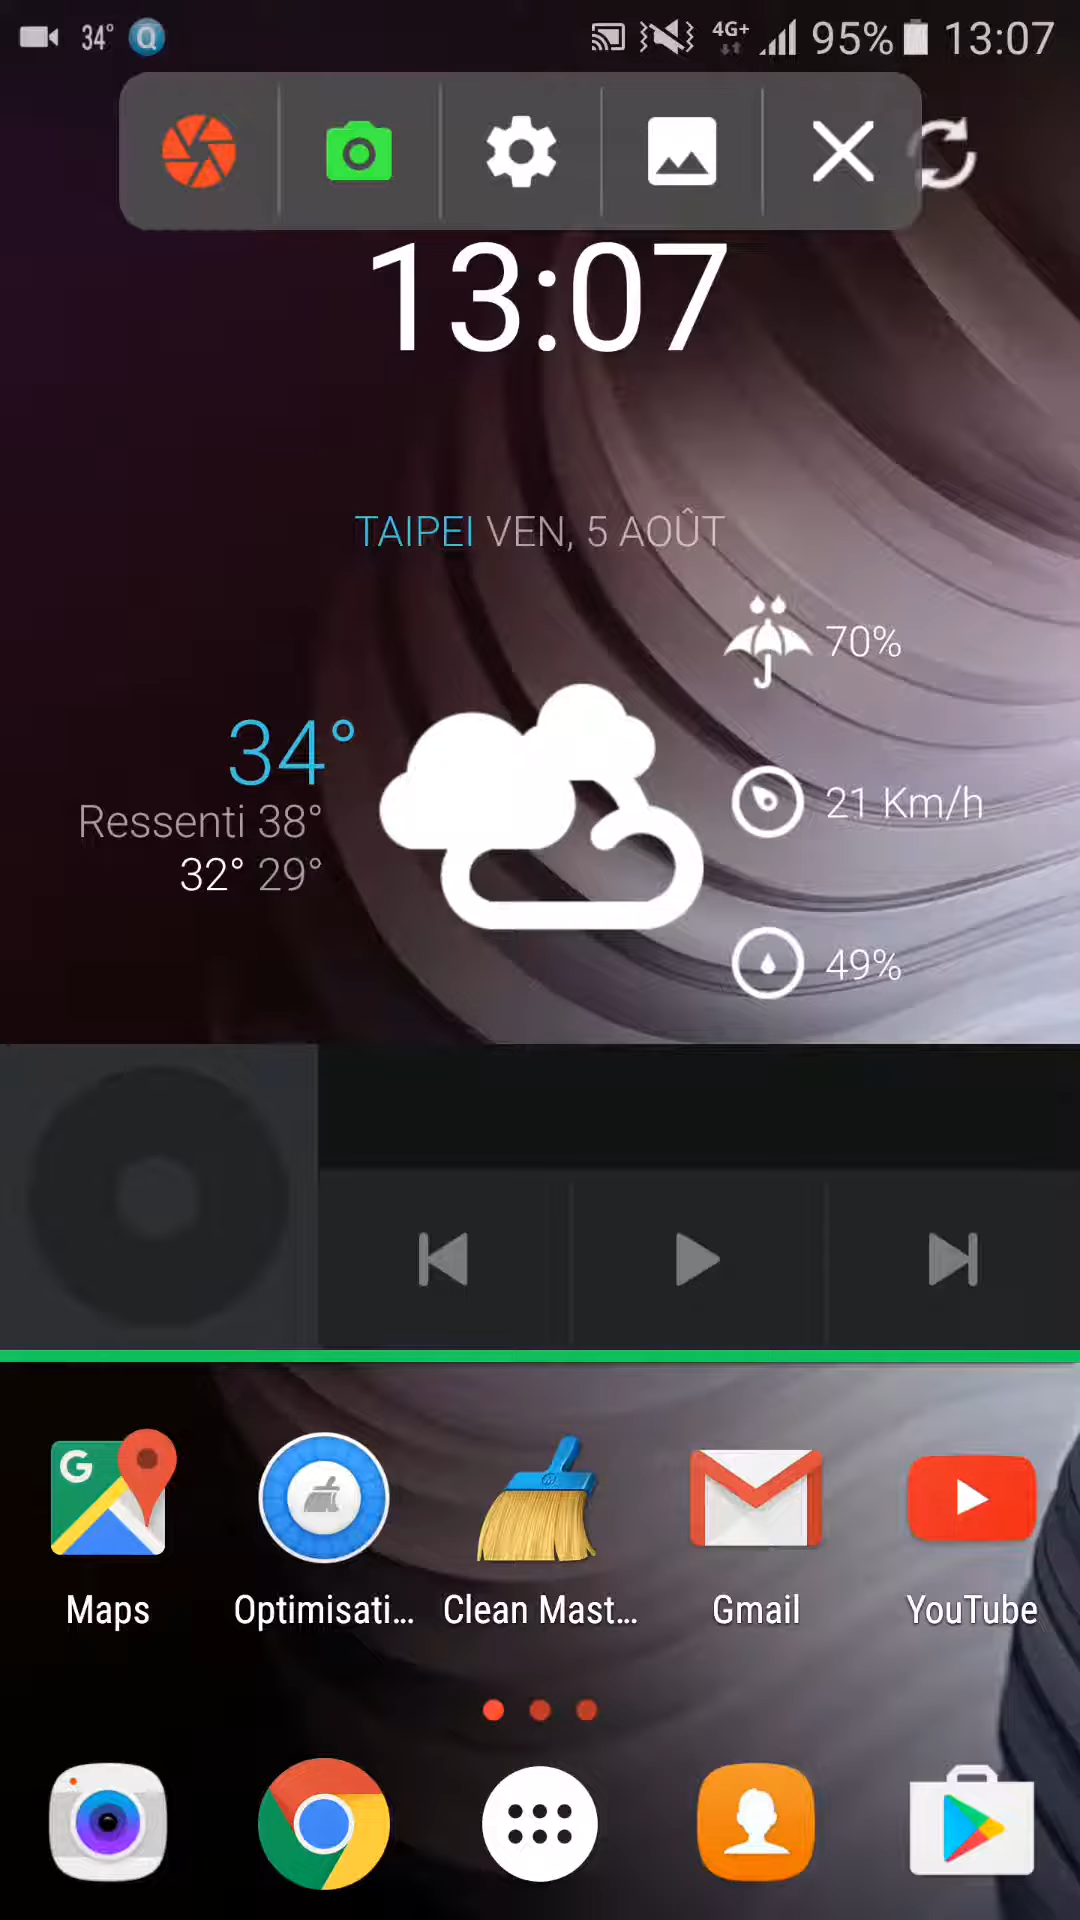 34° Q 4G+ 95% 13:07
13:07
TAIPEI VEN, 5 AOÛT
70%
34°
Ressenti 38°
21 Km/h
32° 29°
49%
G
Maps Optimisati... Clean Mast... Gmail YouTube